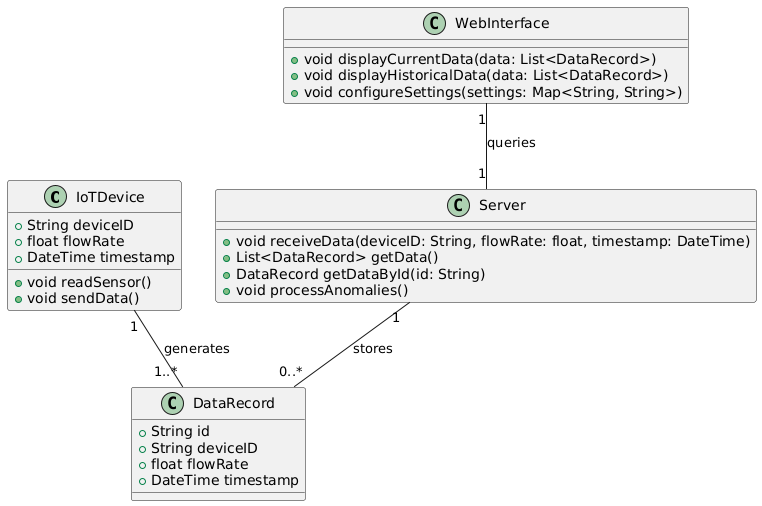 C WebInterface
void displayCurrentData(data: List<DataRecord>)
void displayHistoricalData(data: List<DataRecord>)
void configureSettings(settings: Map<String, String>)
1
queries
1
C IoTDevice
String deviceID
float flowRate
DateTime timestamp
void readSensor()
void sendData()
C Server
void receiveData(deviceID: String, flowRate: float, timestamp: DateTime)
List<DataRecord> getData()
DataRecord getDataById(id: String)
void processAnomalies()
1
generates
1..*
1
stores
0..*
C DataRecord
String id
String deviceID
float flowRate
DateTime timestamp